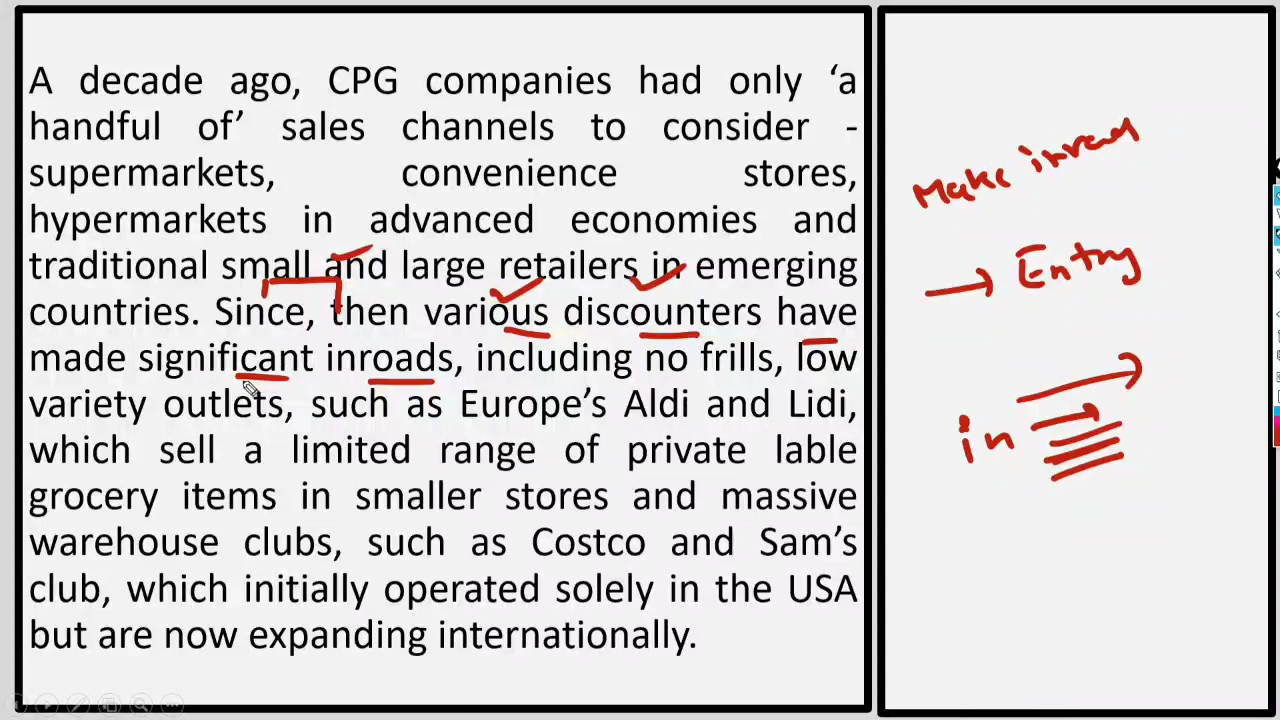 A decade ago, CPG companies had only ‘a
handful of’ sales channels to consider -
supermarkets, convenience stores,
hypermarkets in advanced economies and
traditional small and large retailers in emerging
countries. Since, then various discounters have
made significant inroads, including no frills, low
variety outlets, such as Europe’s Aldi and Lidi,
which sell a limited range of private lable
grocery items in smaller stores and massive
warehouse clubs, such as Costco and Sam’s
club, which initially operated solely in the USA
but are now expanding internationally.
Make inroad
Entry
in